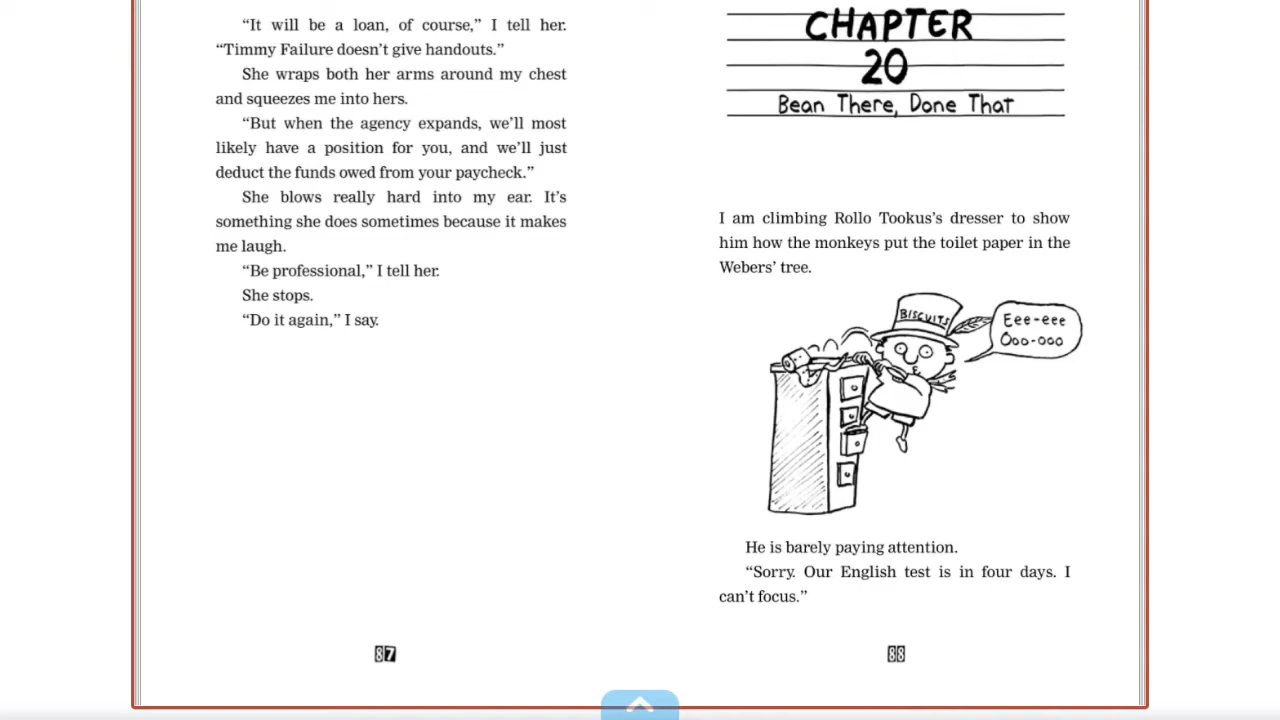 “It will be a loan, of course,” I tell her.
“Timmy Failure doesn’t give handouts.”
She wraps both her arms around my chest
and squeezes me into hers.
“But when the agency expands, we’ll most
likely have a position for you, and we’ll just
deduct the funds owed from your paycheck.”
She blows really hard into my ear. It’s
something she does sometimes because it makes
me laugh.
“Be professional,” I tell her.
She stops.
“Do it again,” I say.
87
CHAPTER
20
Bean There, Done That
I am climbing Rollo Tookus’s dresser to show
him how the monkeys put the toilet paper in the
Webers’ tree.
BISCUITS
Eee-eee
Ooo-ooo
He is barely paying attention.
“Sorry. Our English test is in four days. I
can’t focus.”
88